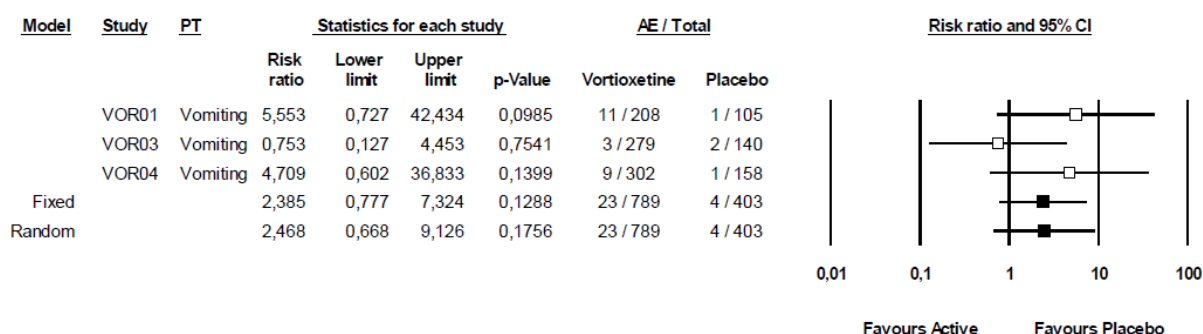 Model Study PT Statistics for each study AE / Total Risk ratio and 95% CI
Risk ratio Lower limit Upper limit p-Value Vortioxetine Placebo
VOR01 Vomiting 5,553 0,727 42,434 0,0985 11 / 208 1 / 105
VOR03 Vomiting 0,753 0,127 4,453 0,7541 3 / 279 2 / 140
VOR04 Vomiting 4,709 0,602 36,833 0,1399 9 / 302 1 / 158
Fixed 2,385 0,777 7,324 0,1288 23 / 789 4 / 403
Random 2,468 0,668 9,126 0,1756 23 / 789 4 / 403
0,01 0,1 1 10 100
Favours Active Favours Placebo